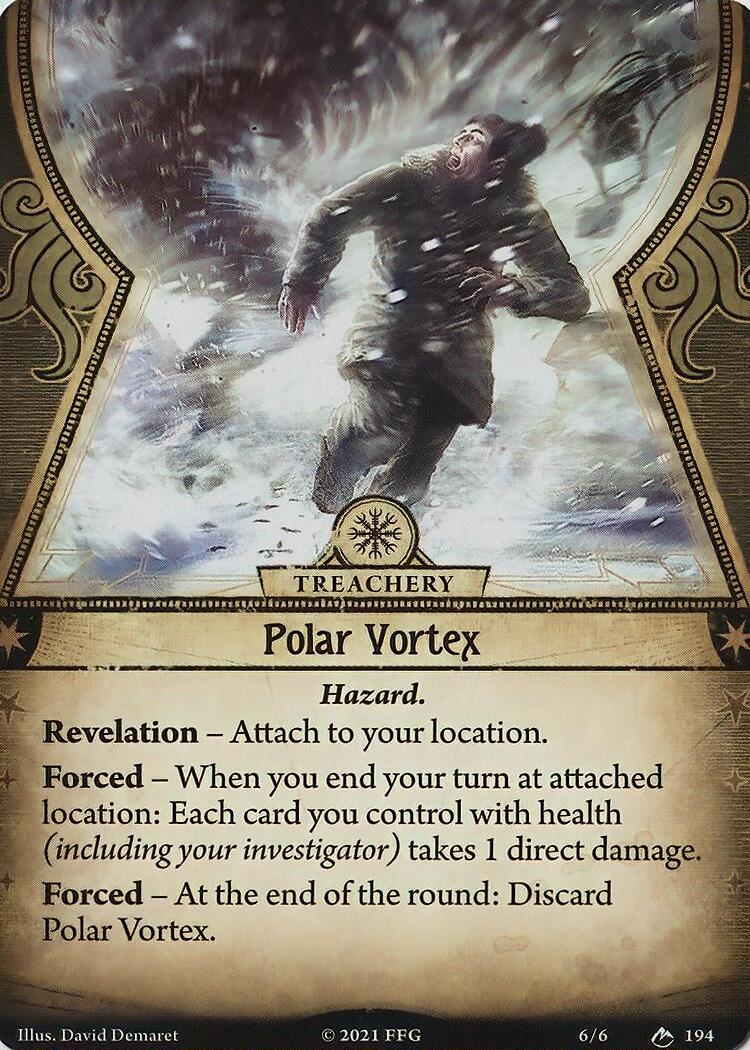 TREACHERY
Polar Vortex
Hazard.
Revelation – Attach to your location.
Forced – When you end your turn at attached
location: Each card you control with health
(including your investigator) takes 1 direct damage.
Forced – At the end of the round: Discard
Polar Vortex.
Illus. David Demaret © 2021 FFG 6/6 194